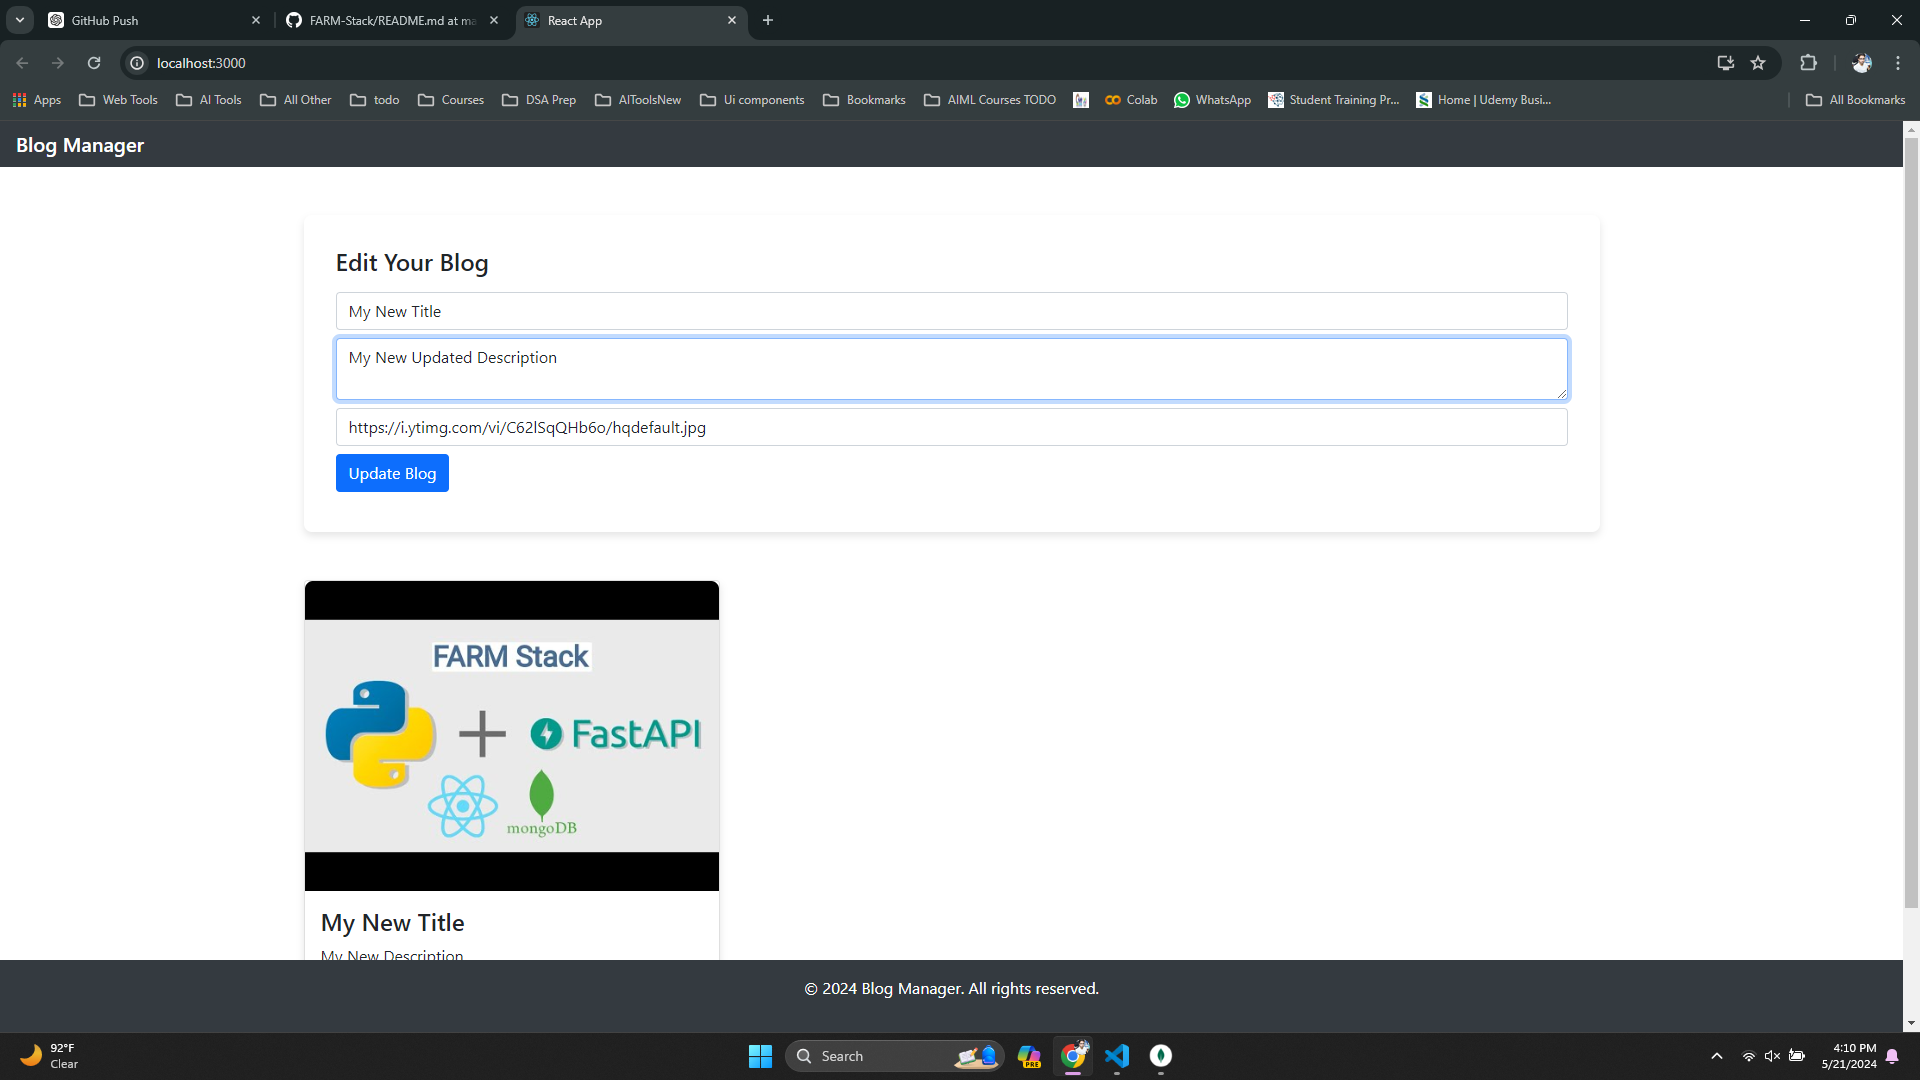 GitHub Push
FARM-Stack/README.md at ma
React App
localhost:3000
Apps
Web Tools
AI Tools
All Other
todo
Courses
DSA Prep
AIToolsNew
Ui components
Bookmarks
AIML Courses TODO
Colab
WhatsApp
Student Training Pr...
Home | Udemy Busi...
All Bookmarks
Blog Manager
Edit Your Blog
My New Title
My New Updated Description
https://i.ytimg.com/vi/C62lSqQHb6o/hqdefault.jpg
Update Blog
FARM Stack
FastAPI
mongoDB
My New Title
My New Description
© 2024 Blog Manager. All rights reserved.
92°F
Clear
Search
PRE
4:10 PM
5/21/2024